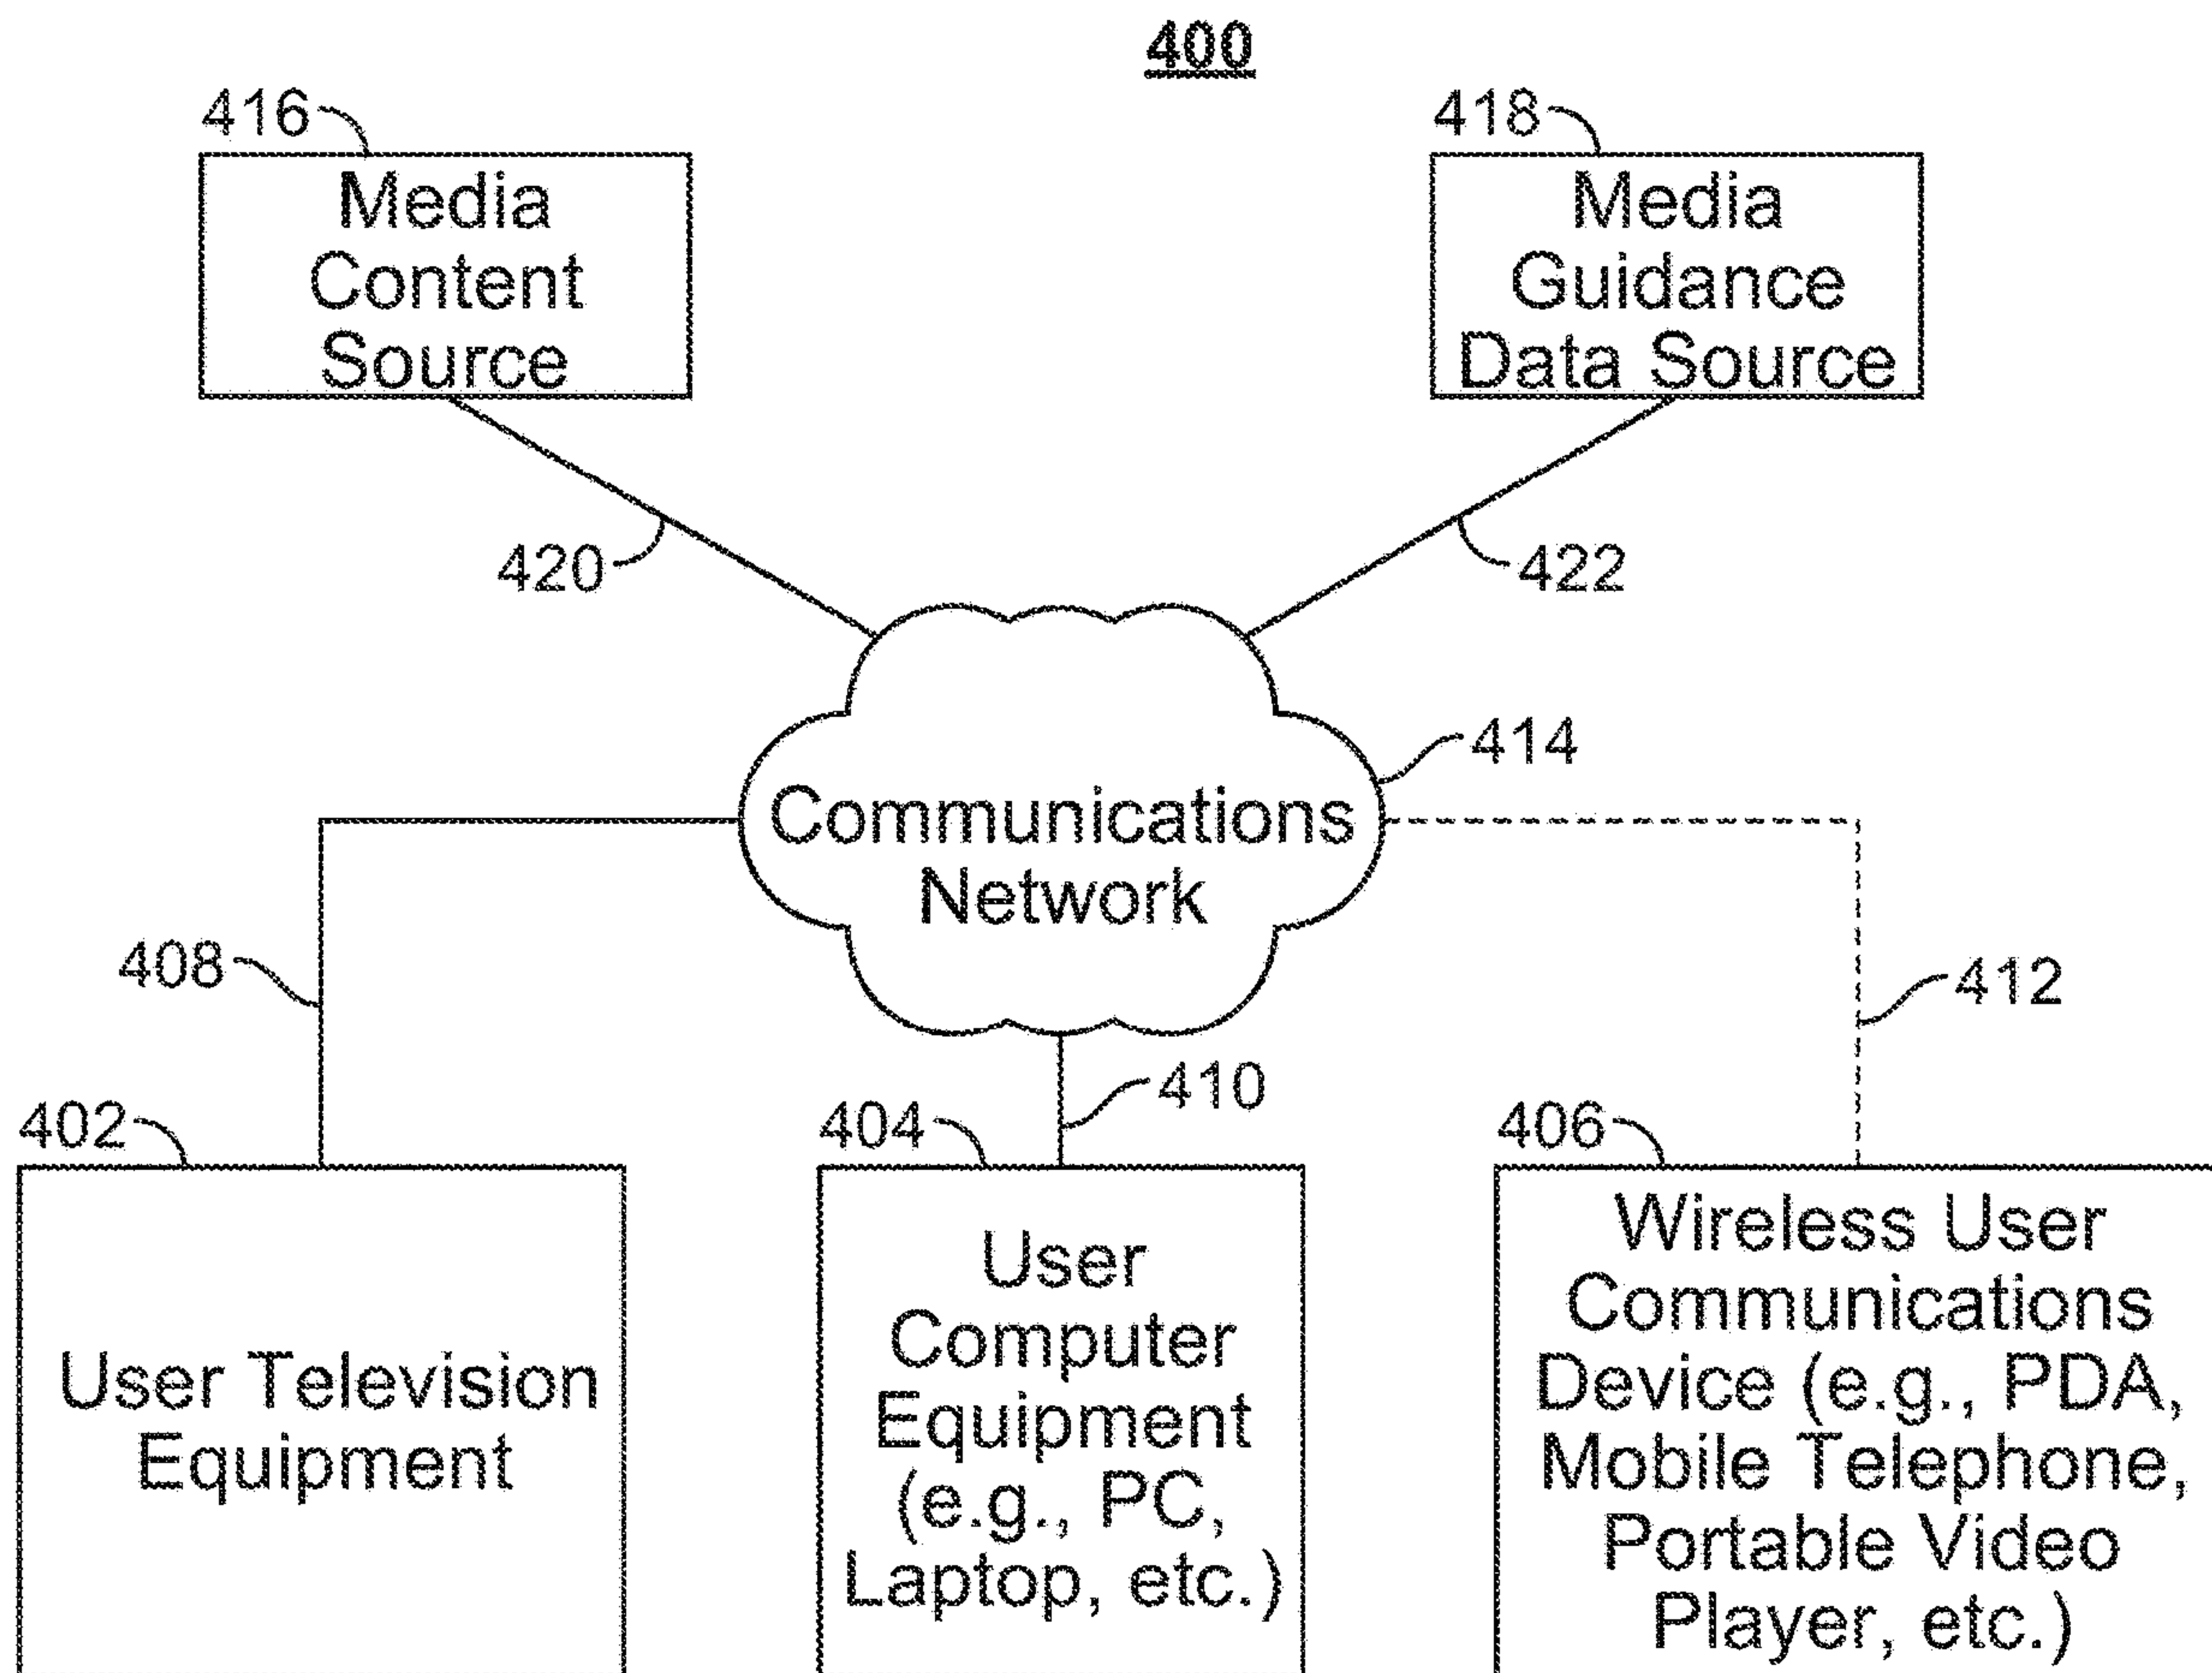 400
416
418
Media
Content
Source
Media
Guidance
Data Source
420
422
414
Communications
Network
408
412
410
402
404
406
User Television
Equipment
User
Computer
Equipment
(e.g., PC,
Laptop, etc.)
Wireless User
Communications
Device (e.g., PDA,
Mobile Telephone,
Portable Video
Player, etc.)